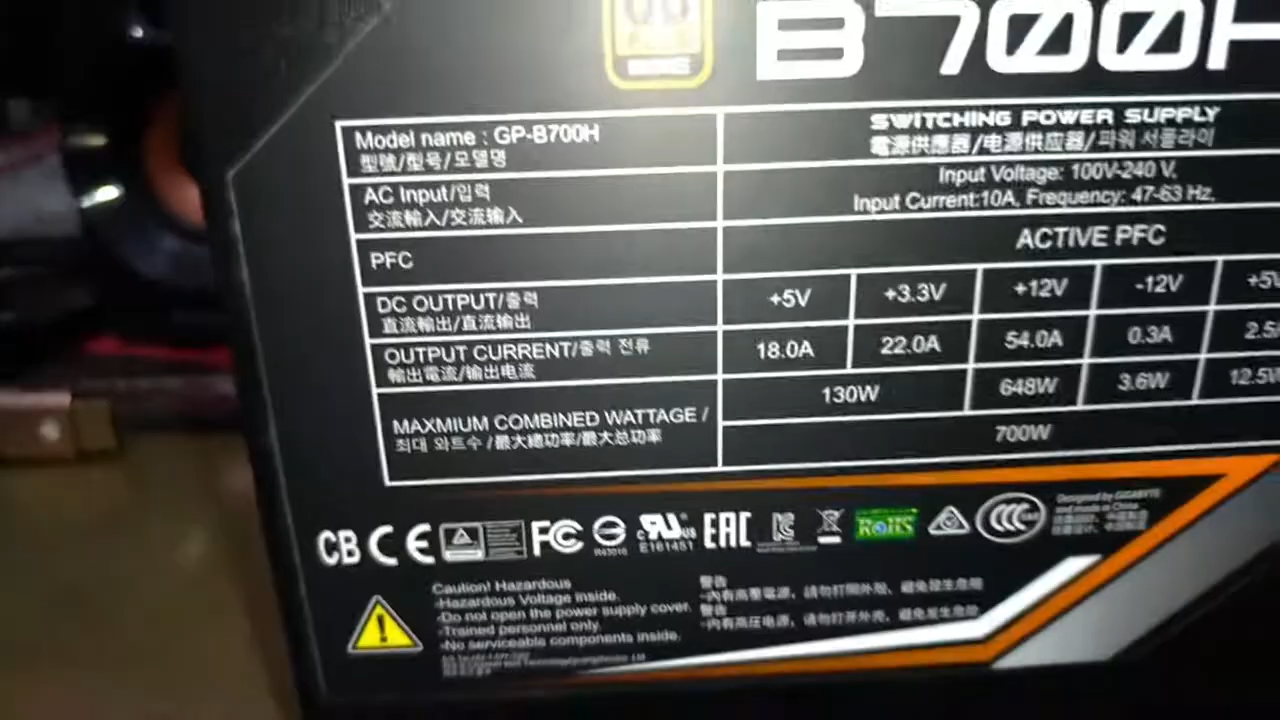 B700H
Model name : GP-B700H
型號/型号/모델명
SWITCHING POWER SUPPLY
電源供應器/电源供应器/파워 서플라이
AC Input/입력
交流輸入/交流输入
Input Voltage: 100V-240 V,
Input Current:10A, Frequency: 47-63 Hz,
PFC
ACTIVE PFC
DC OUTPUT/출력
直流輸出/直流输出
+5V +3.3V +12V -12V
OUTPUT CURRENT/출력 전류
輸出電流/输出电流
18.0A 22.0A 54.0A 0.3A
MAXMIUM COMBINED WATTAGE /
최대 와트수 /最大總功率/最大总功率
130W 648W 3.6W 12.5W
700W
CB CE FC c RU US EAC RoHS CCC
E161451
Designed by GIGABYTE
and made in China
Caution! Hazardous
-Hazardous Voltage inside.
-Do not open the power supply cover.
-Trained personnel only.
-No serviceable components inside.
警告
-內有高壓電源，請勿打開外殼，避免發生危險
警告
-内有高压电源，请勿打开外壳，避免发生危险